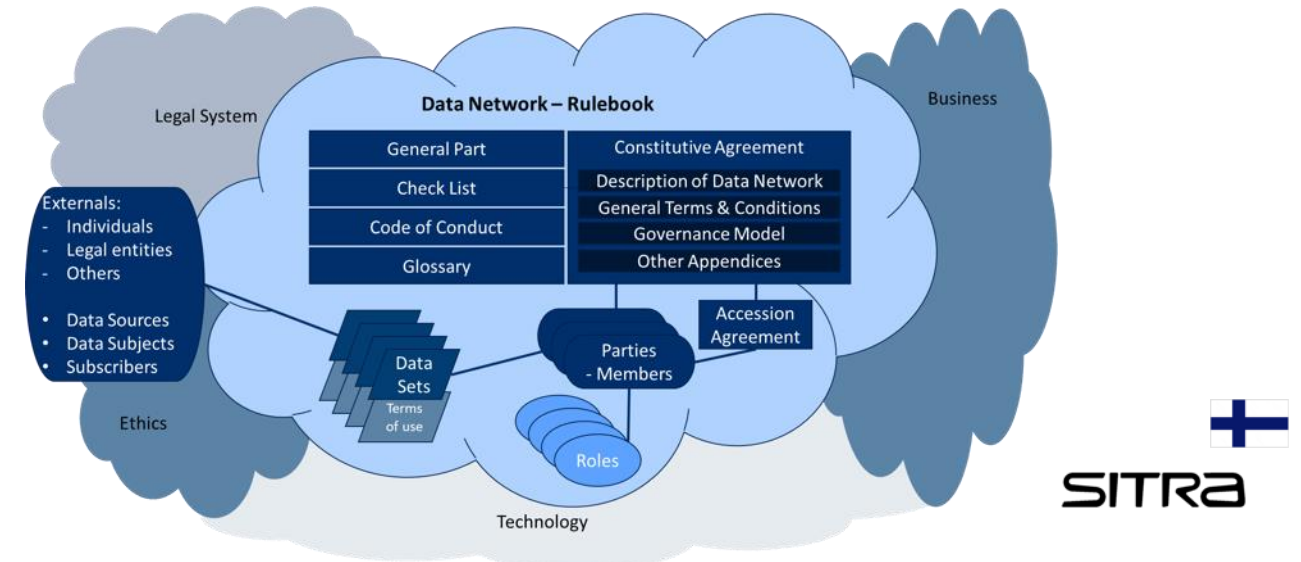 Legal System
Data Network – Rulebook
Business
General Part
Check List
Code of Conduct
Glossary
Constitutive Agreement
Description of Data Network
General Terms & Conditions
Governance Model
Other Appendices
Externals:
- Individuals
- Legal entities
- Others
• Data Sources
• Data Subjects
• Subscribers
Data
Sets
Terms
of use
Parties
- Members
Accession
Agreement
Roles
Ethics
Technology
SITRA